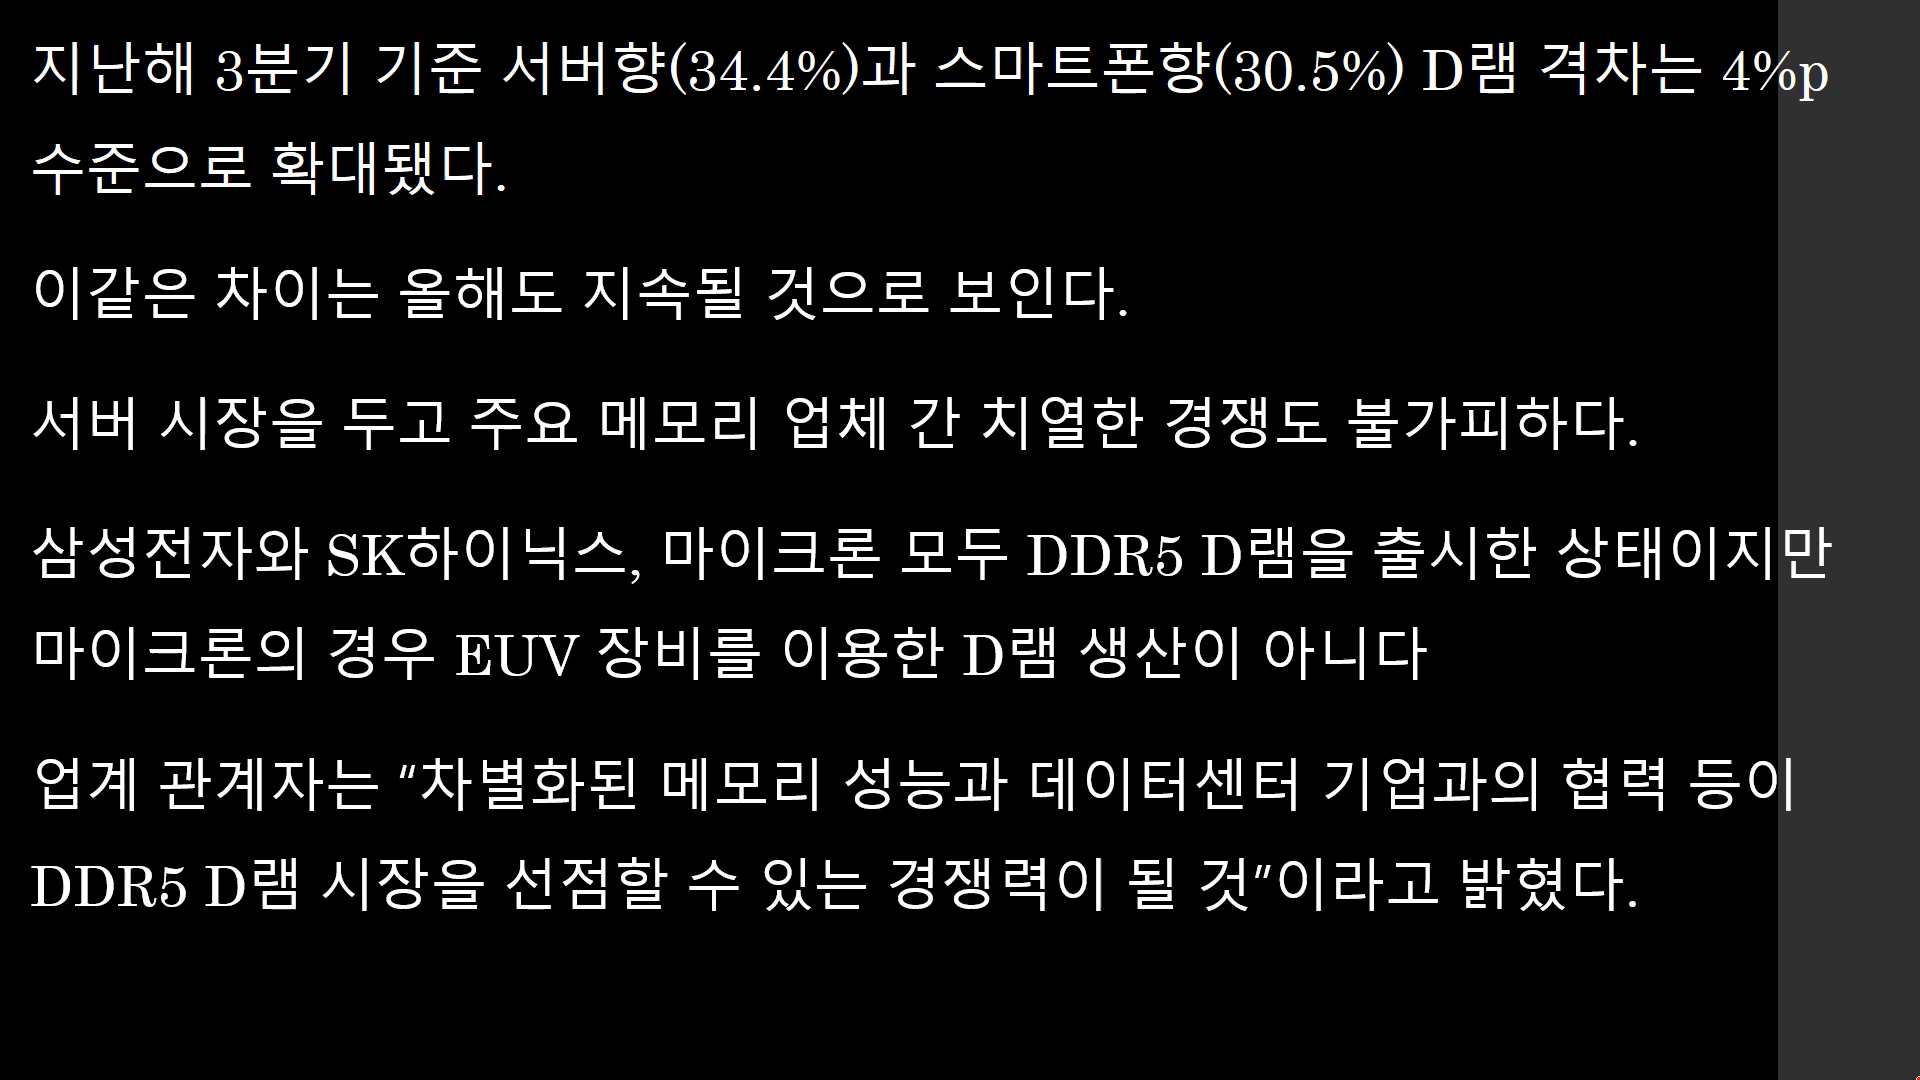 지난해 3분기 기준 서버향(34.4%)과 스마트폰향(30.5%) D램 격차는 4%p
수준으로 확대됐다.
이같은 차이는 올해도 지속될 것으로 보인다.
서버 시장을 두고 주요 메모리 업체 간 치열한 경쟁도 불가피하다.
삼성전자와 SK하이닉스, 마이크론 모두 DDR5 D램을 출시한 상태이지만
마이크론의 경우 EUV 장비를 이용한 D램 생산이 아니다
업계 관계자는 “차별화된 메모리 성능과 데이터센터 기업과의 협력 등이
DDR5 D램 시장을 선점할 수 있는 경쟁력이 될 것”이라고 밝혔다.